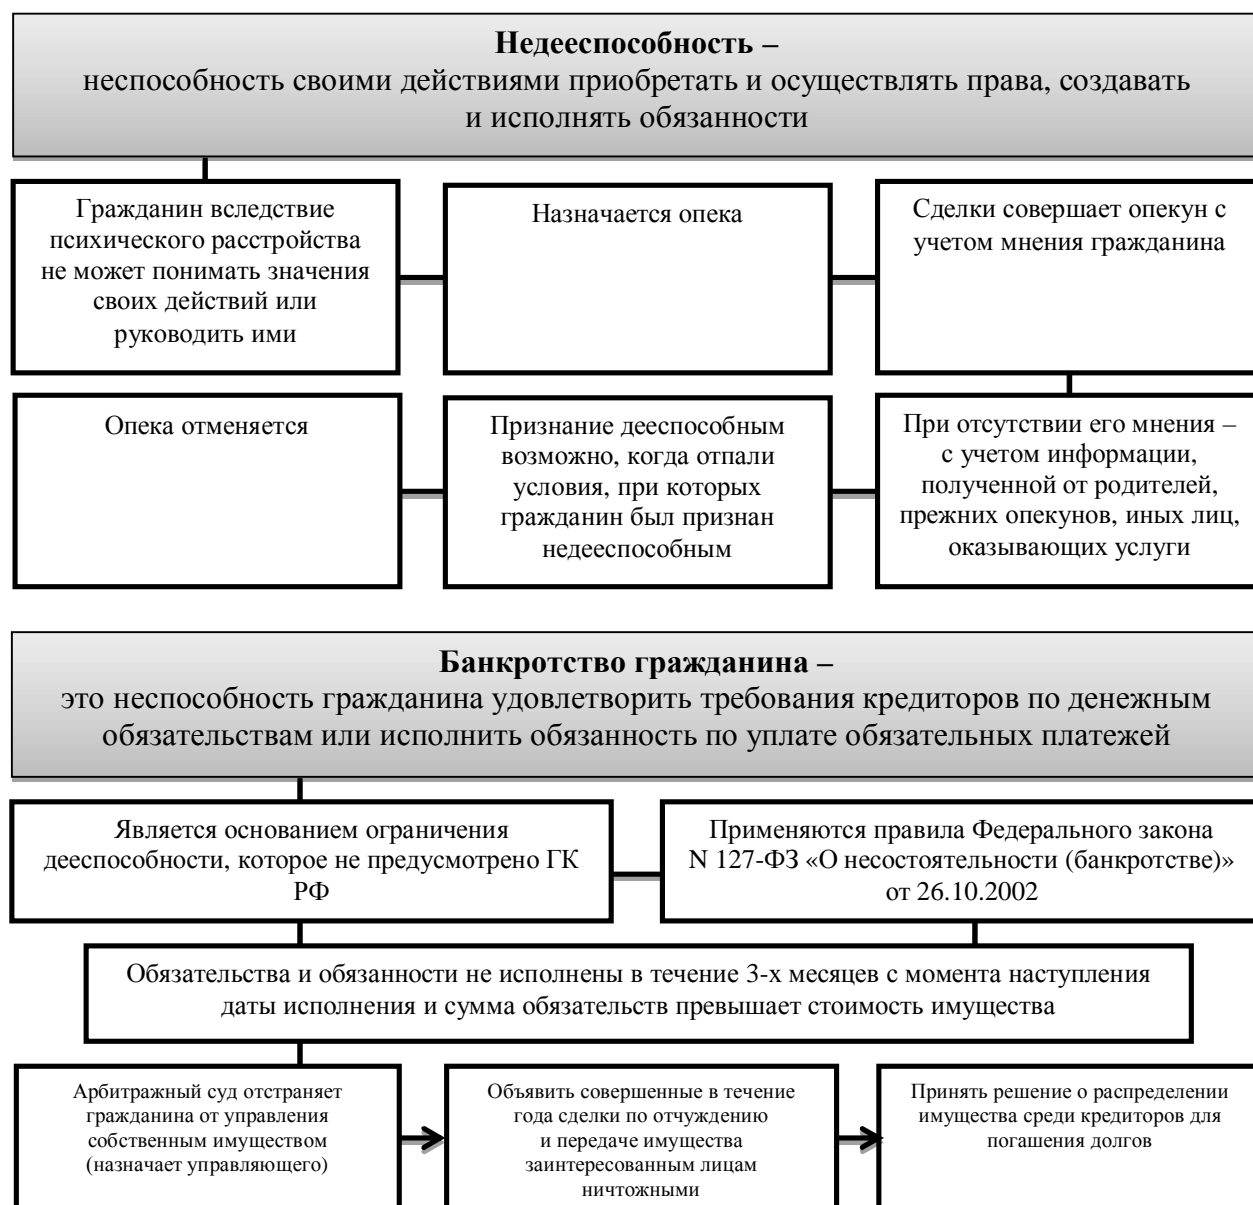 Недееспособность –
неспособность своими действиями приобретать и осуществлять права, создавать
и исполнять обязанности
Гражданин вследствие
психического расстройства
не может понимать значения
своих действий или
руководить ими
Назначается опека
Сделки совершает опекун с
учетом мнения гражданина
Опека отменяется
Признание дееспособным
возможно, когда отпали
условия, при которых
гражданин был признан
недееспособным
При отсутствии его мнения –
с учетом информации,
полученной от родителей,
прежних опекунов, иных лиц,
оказывающих услуги
Банкротство гражданина –
это неспособность гражданина удовлетворить требования кредиторов по денежным
обязательствам или исполнить обязанность по уплате обязательных платежей
Является основанием ограничения
дееспособности, которое не предусмотрено ГК
РФ
Применяются правила Федерального закона
N 127-ФЗ «О несостоятельности (банкротстве)»
от 26.10.2002
Обязательства и обязанности не исполнены в течение 3-х месяцев с момента наступления
даты исполнения и сумма обязательств превышает стоимость имущества
Арбитражный суд отстраняет
гражданина от управления
собственным имуществом
(назначает управляющего)
Объявить совершенные в течение
года сделки по отчуждению
и передаче имущества
заинтересованным лицам
ничтожными
Принять решение о распределении
имущества среди кредиторов для
погашения долгов